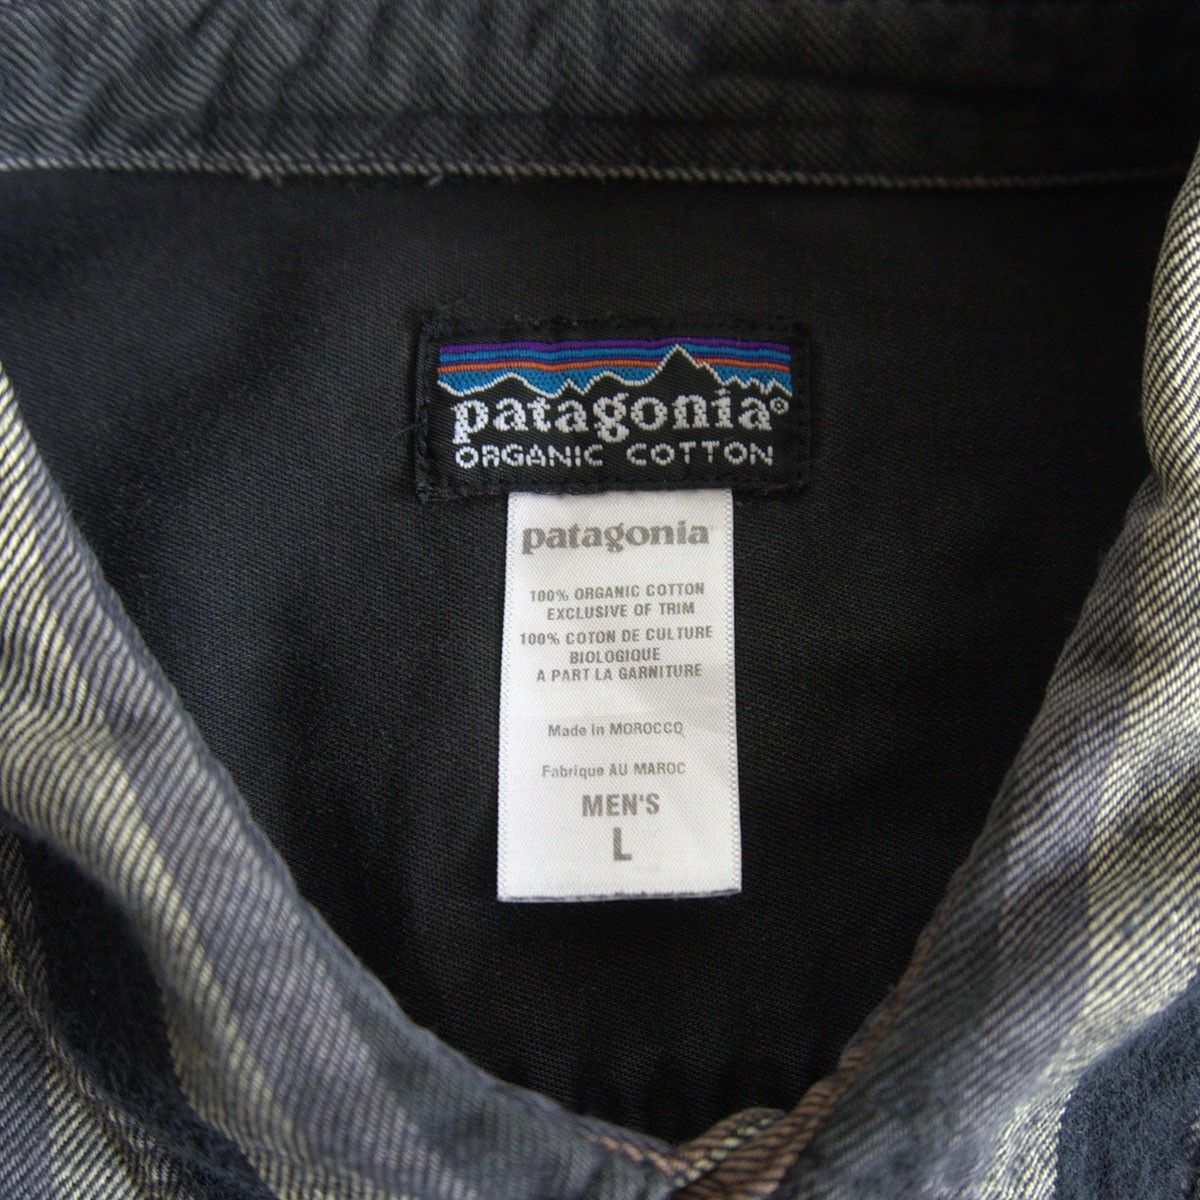 patagonia®
ORGANIC COTTON
patagonia
100% ORGANIC COTTON
EXCLUSIVE OF TRIM
100% COTON DE CULTURE
BIOLOGIQUE
A PART LA GARNITURE
Made in MOROCCO
Fabrique AU MAROC
MEN'S
L